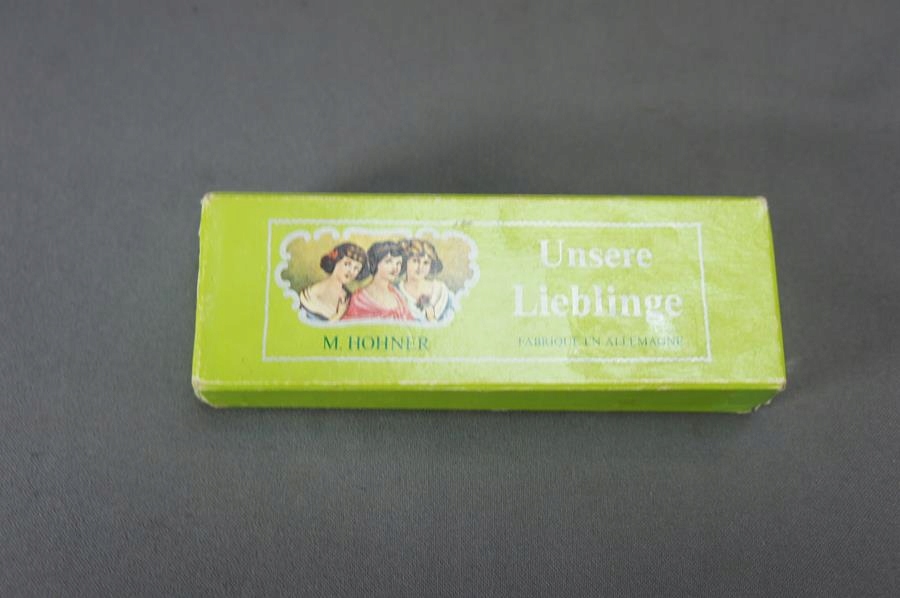 Unsere
Lieblinge
M. HOHNER
FABRIQUE EN ALLEMAGNE